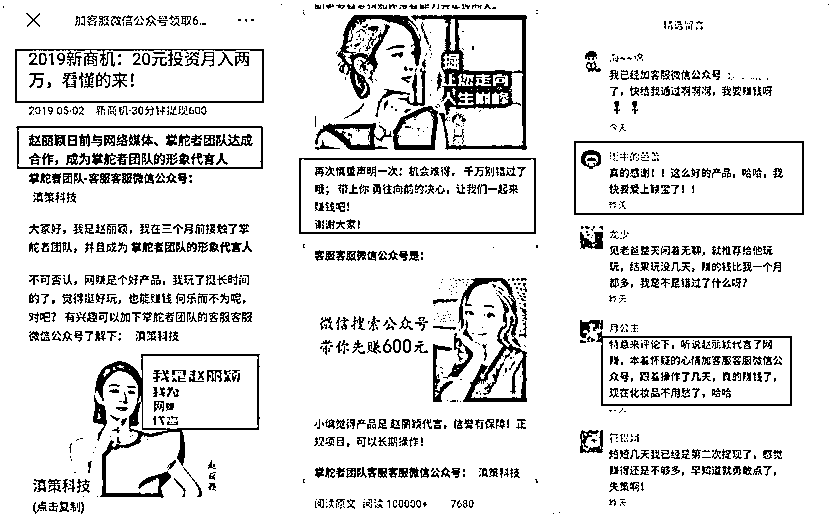 加客服微信公众号领取6...
2019新商机：20元投资月入两
万，看懂的来！
2019-05-02 新商机-30分钟提现600
赵丽颖日前与网络媒体、掌舵者团队达成
合作，成为掌舵者团队的形象代言人
掌舵者团队-客服客服微信公众号：
滇策科技
大家好，我是赵丽颖，我在三个月前接触了掌
舵者团队，并且成为 掌舵者团队的形象代言人
不可否认，网赚是个好产品，我玩了挺长时间
的了，觉得挺好玩，也能赚钱 何乐而不为呢，
对吧？ 有兴趣可以加下掌舵者团队的客服客服
微信公众号了解下： 滇策科技
我是赵丽颖
我为
网赚
代言
赵丽颖
滇策科技
(点击复制)
上您走向
人生巅峰
再次慎重声明一次：机会难得，千万别错过了
哦； 带上你 勇往向前的决心，让我们一起来
赚钱吧！
谢谢大家！
客服客服微信公众号是：
微信搜索公众号
带你先赚600元
小编觉得产品是 赵丽颖代言，信誉有保障！正
规项目，可以长期操作！
掌舵者团队客服客服微信公众号： 滇策科技
阅读原文 阅读 100000+ 7680
精选留言
我已经加客服微信公众号
了，快给我通过啊啊啊，我要赚钱呀
今天
真的感谢！！这么好的产品，哈哈，我
快要爱上赚宝了！！
昨天
龙少
见老爸整天闲着无聊，就推荐给他玩
玩，结果玩没几天，赚的钱比我一个月
都多，我是不是错过了什么呀？
昨天
月公主
特意来评论下，听说赵丽颖代言了网
赚，本着怀疑的心情加客服客服微信公
众号，跟着操作了几天，真的赚钱了，
现在化妆品不用愁了，哈哈
短短几天我已经是第二次提现了，感觉
赚得还是不够多，早知道就勇敢点了，
失策啊！
昨天